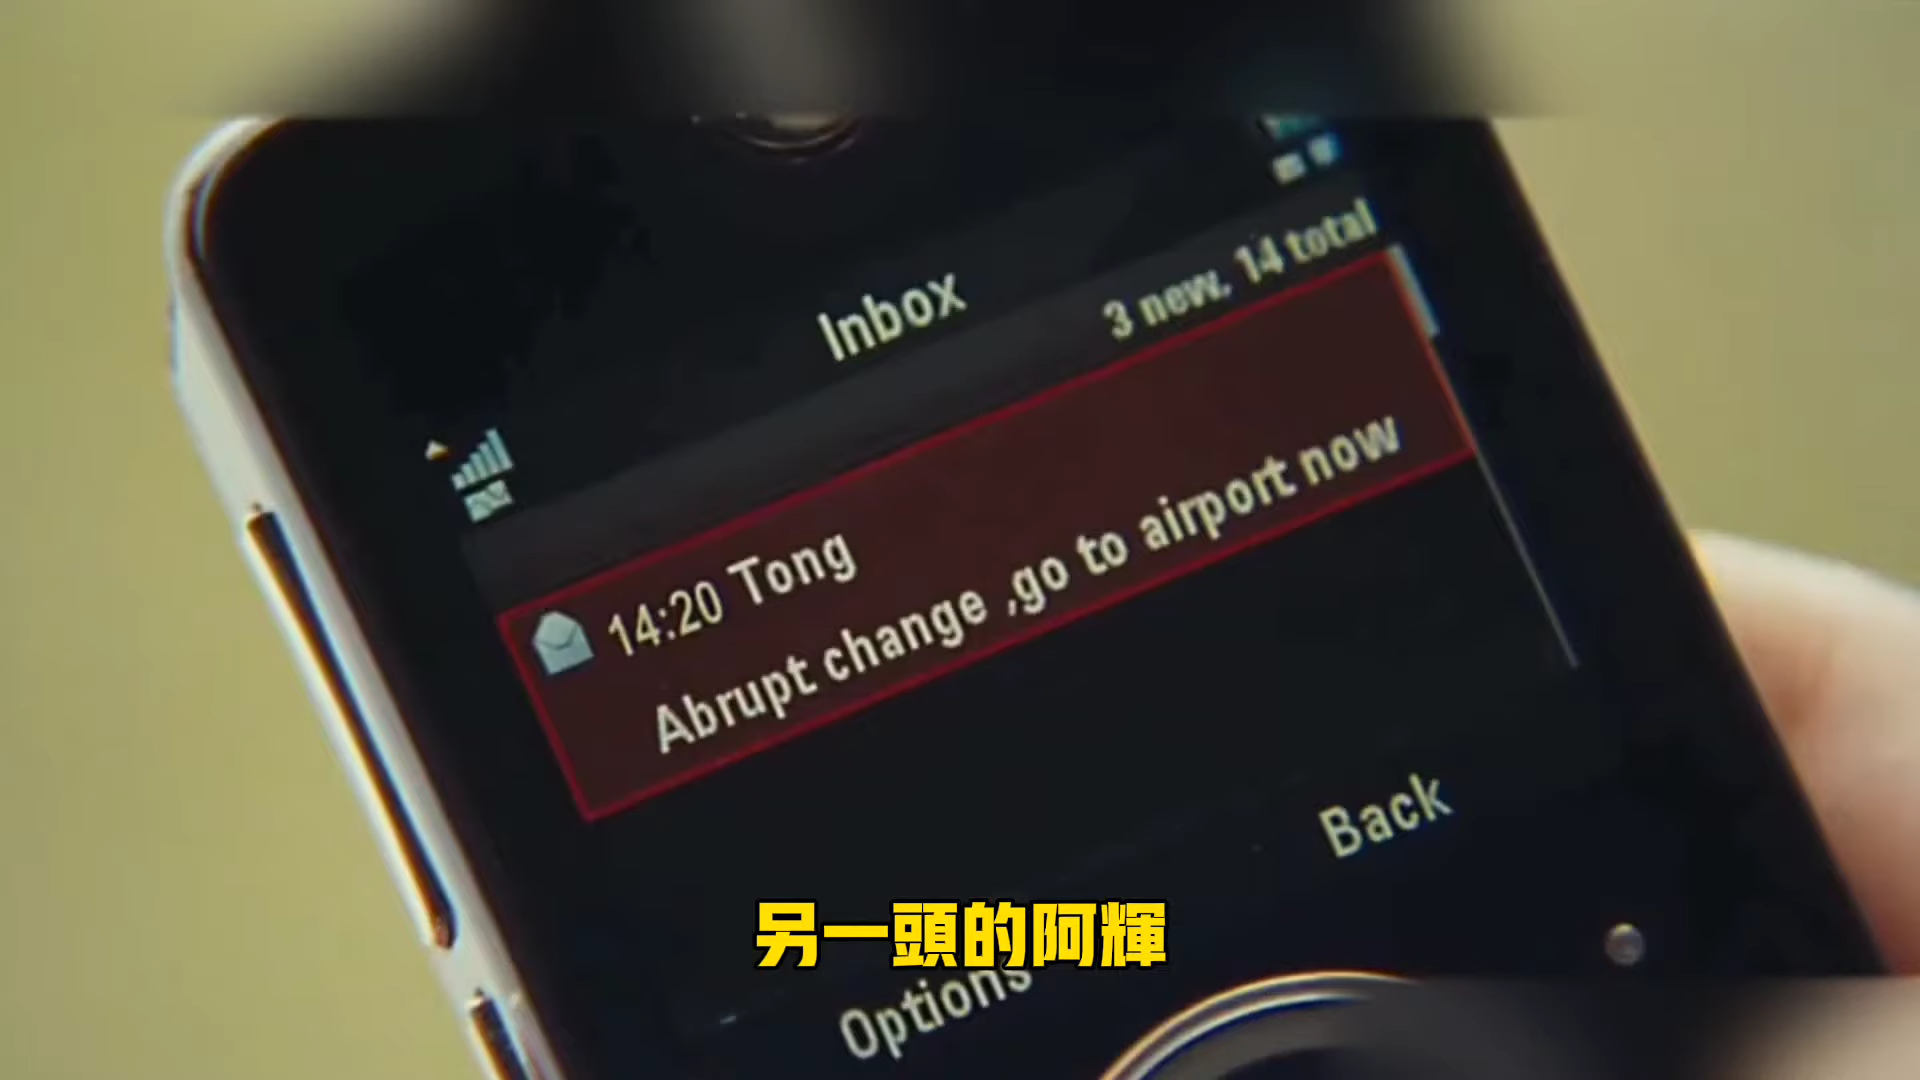 Inbox
3 new, 14 total
14:20 Tong
Abrupt change ,go to airport now
Back
另一頭的阿輝
Options